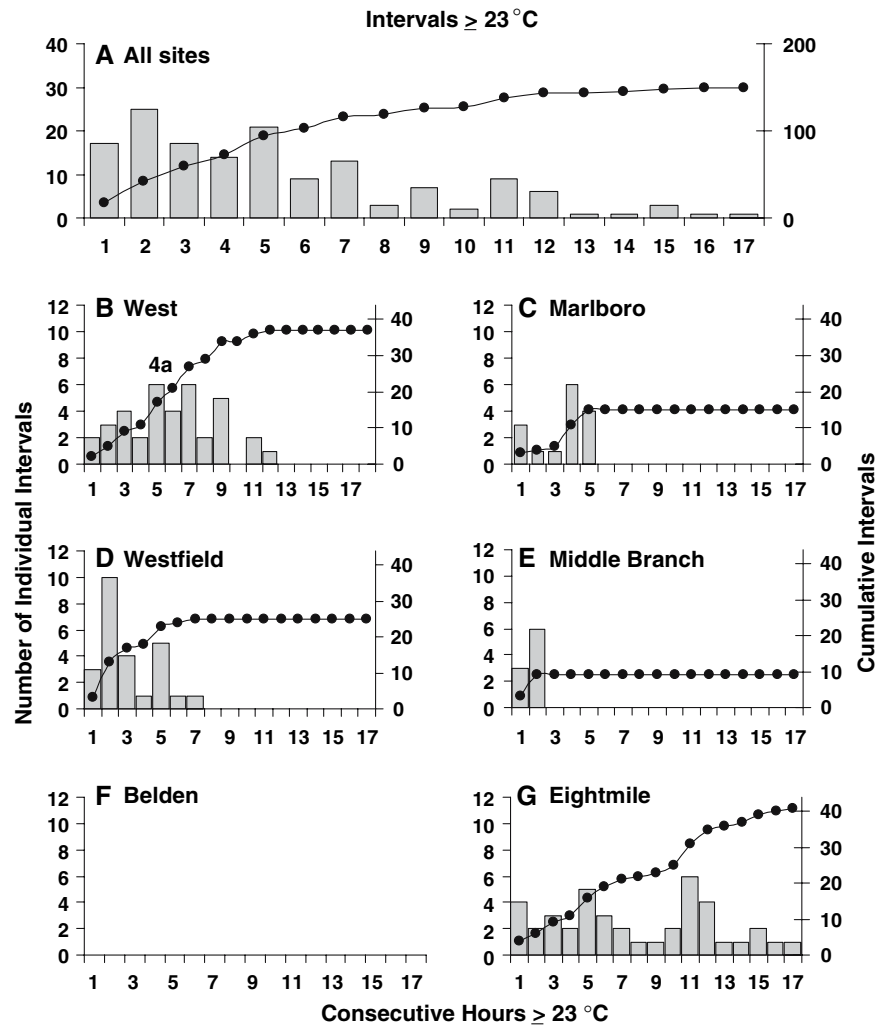 Intervals ≥ 23 °C
A All sites
40 30 20 10 0
200 100 0
1 2 3 4 5 6 7 8 9 10 11 12 13 14 15 16 17
B West
4a
12 10 8 6 4 2 0
40 30 20 10 0
1 3 5 7 9 11 13 15 17
C Marlboro
12 10 8 6 4 2 0
40 30 20 10 0
1 3 5 7 9 11 13 15 17
Number of Individual Intervals
Cumulative Intervals
D Westfield
12 10 8 6 4 2 0
40 30 20 10 0
1 3 5 7 9 11 13 15 17
E Middle Branch
12 10 8 6 4 2 0
40 30 20 10 0
1 3 5 7 9 11 13 15 17
F Belden
12 10 8 6 4 2 0
1 3 5 7 9 11 13 15 17
G Eightmile
12 10 8 6 4 2 0
40 30 20 10 0
1 3 5 7 9 11 13 15 17
Consecutive Hours ≥ 23 °C